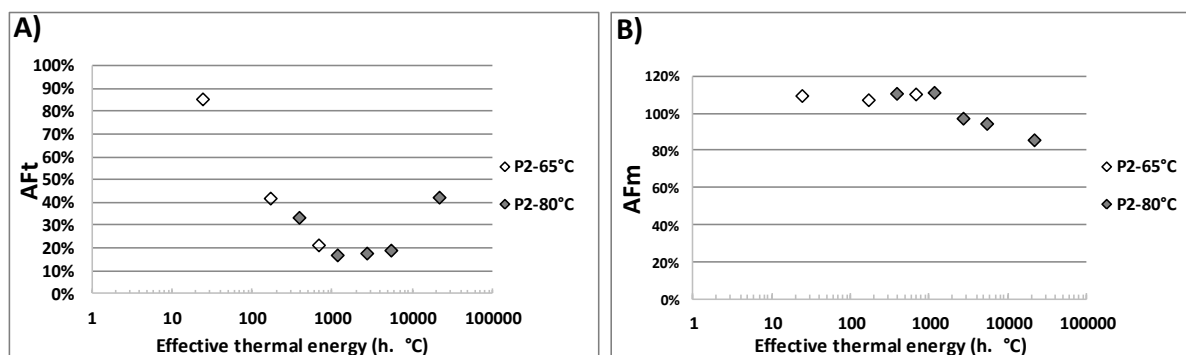 A)
100%
90%
80%
70%
60%
50%
40%
30%
20%
10%
0%
AFt
1 10 100 1000 10000 100000
Effective thermal energy (h. °C)
P2-65°C
P2-80°C
B)
120%
100%
80%
60%
40%
20%
0%
AFm
1 10 100 1000 10000 100000
Effective thermal energy (h. °C)
P2-65°C
P2-80°C